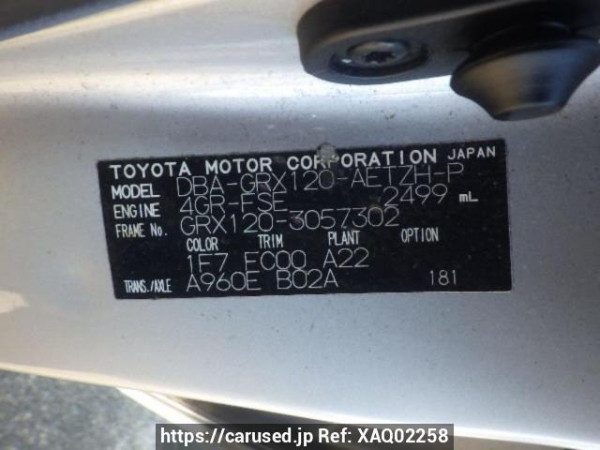 TOYOTA MOTOR CORPORATION JAPAN
MODEL DBA-GRX120-AETZH-P
ENGINE 4GR-FSE 2499 mL
FRAME No. GRX120-3057302
COLOR TRIM PLANT OPTION
1F7 FC00 A22
TRANS./AXLE A960E B02A 181
https://carused.jp Ref: XAQ02258